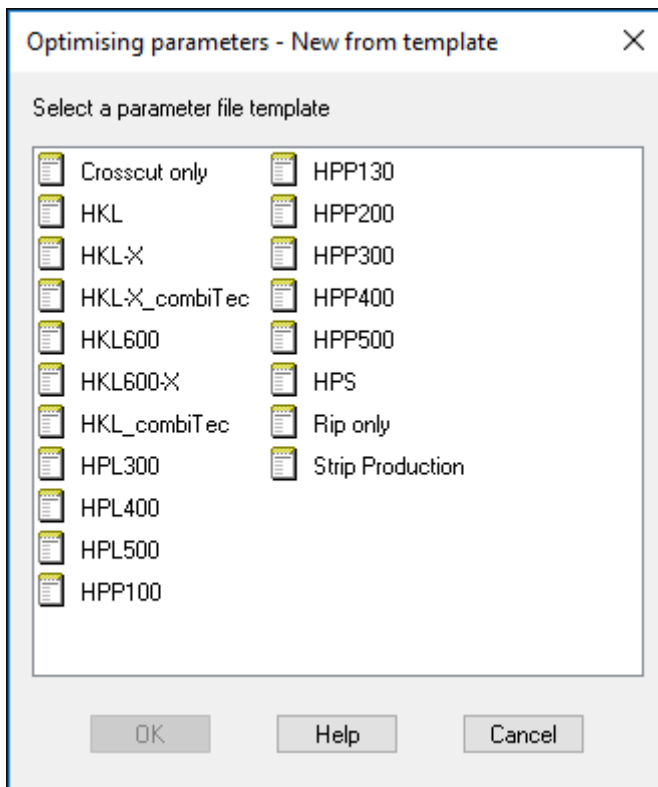 Optimising parameters - New from template
Select a parameter file template
Crosscut only
HKL
HKL-X
HKL-X_combiTec
HKL600
HKL600-X
HKL_combiTec
HPL300
HPL400
HPL500
HPP100
HPP130
HPP200
HPP300
HPP400
HPP500
HPS
Rip only
Strip Production
OK
Help
Cancel